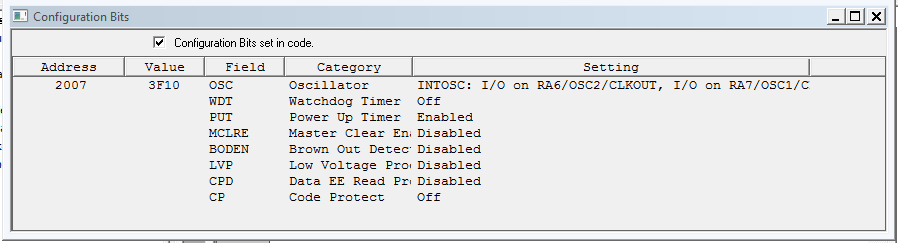 Configuration Bits
Configuration Bits set in code.
Address Value Field Category Setting
2007 3F10 OSC Oscillator INTOSC: I/O on RA6/OSC2/CLKOUT, I/O on RA7/OSC1/C
WDT Watchdog Timer Off
PUT Power Up Timer Enabled
MCLRE Master Clear Ena Disabled
BODEN Brown Out Detec Disabled
LVP Low Voltage Pro Disabled
CPD Data EE Read Pr Disabled
CP Code Protect Off